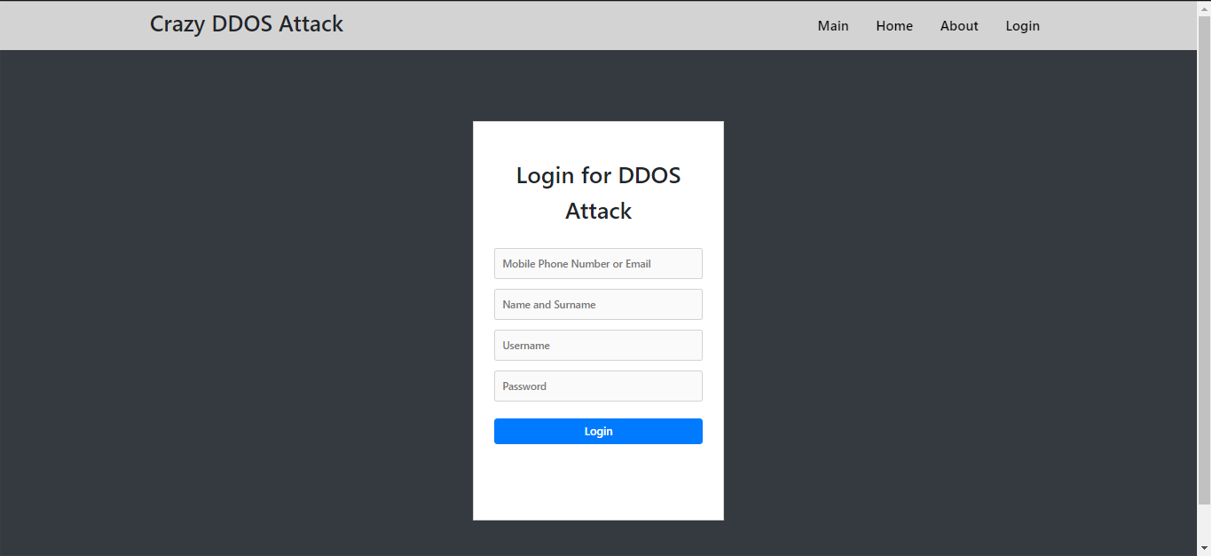 Crazy DDOS Attack
Main Home About Login
Login for DDOS
Attack
Mobile Phone Number or Email
Name and Surname
Username
Password
Login